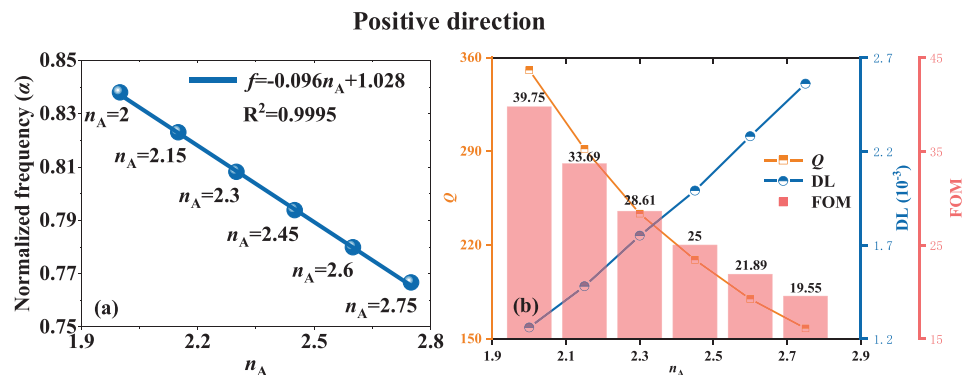 Positive direction
Normalized frequency (α)
0.85
0.83
0.81
0.79
0.77
0.75
f=-0.096nA+1.028
R2=0.9995
nA=2
nA=2.15
nA=2.3
nA=2.45
nA=2.6
nA=2.75
(a)
1.9 2.2 2.5 2.8
nA
Q
360
290
220
150
39.75
33.69
28.61
25
21.89
19.55
Q
DL
FOM
(b)
1.9 2.1 2.3 2.5 2.7 2.9
nA
2.7
2.2
1.7
1.2
DL (10-3)
45
35
25
15
FOM